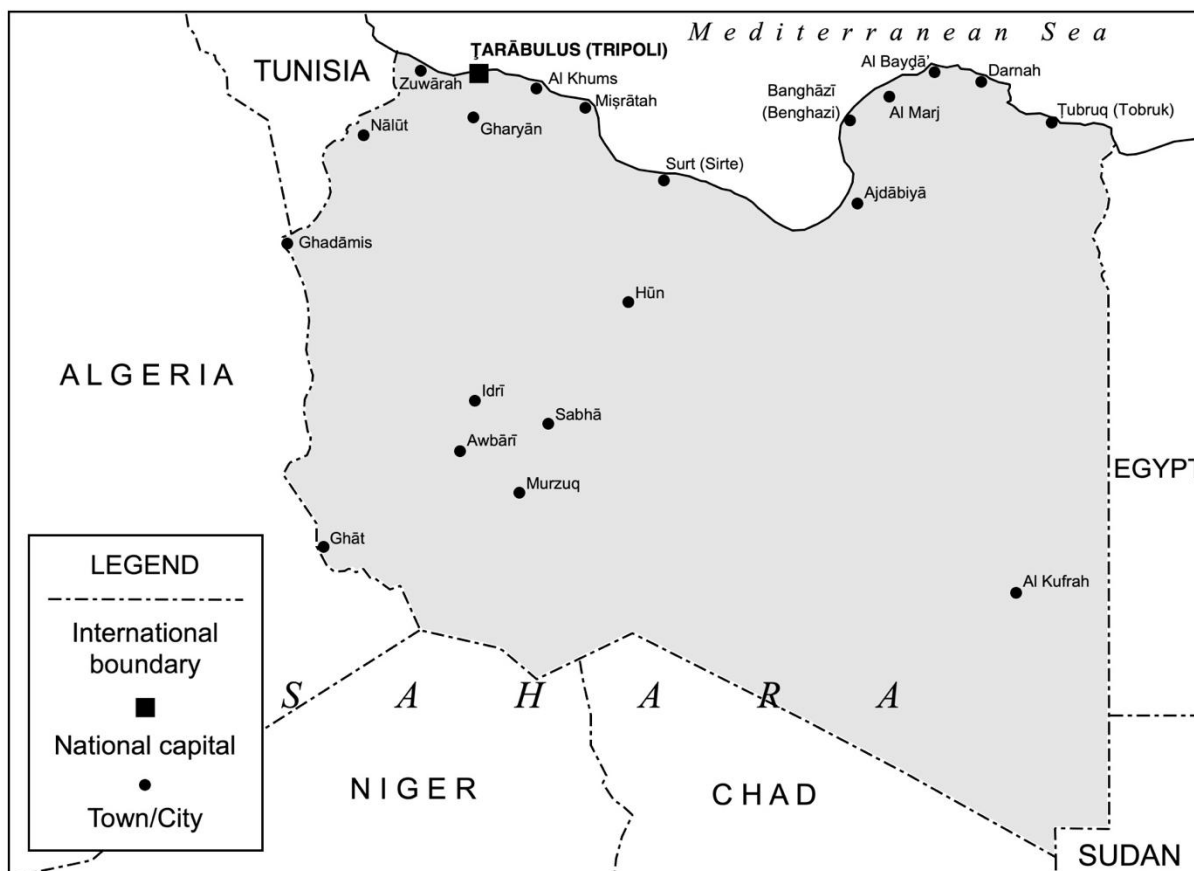 Mediterranean Sea
ṬARĀBULUS (TRIPOLI)
TUNISIA
Zuwārah
Al Khums
Mişrātah
Nālūt
Gharyān
Al Bayḑā’
Darnah
Banghāzī
(Benghazi)
Al Marj
Ṭubruq (Tobruk)
Surt (Sirte)
Ajdābiyā
Ghadāmis
Hūn
ALGERIA
Idrī
Sabhā
Awbārī
Murzuq
EGYPT
Ghāt
Al Kufrah
SAHARA
NIGER
CHAD
SUDAN
LEGEND
International
boundary
National capital
Town/City